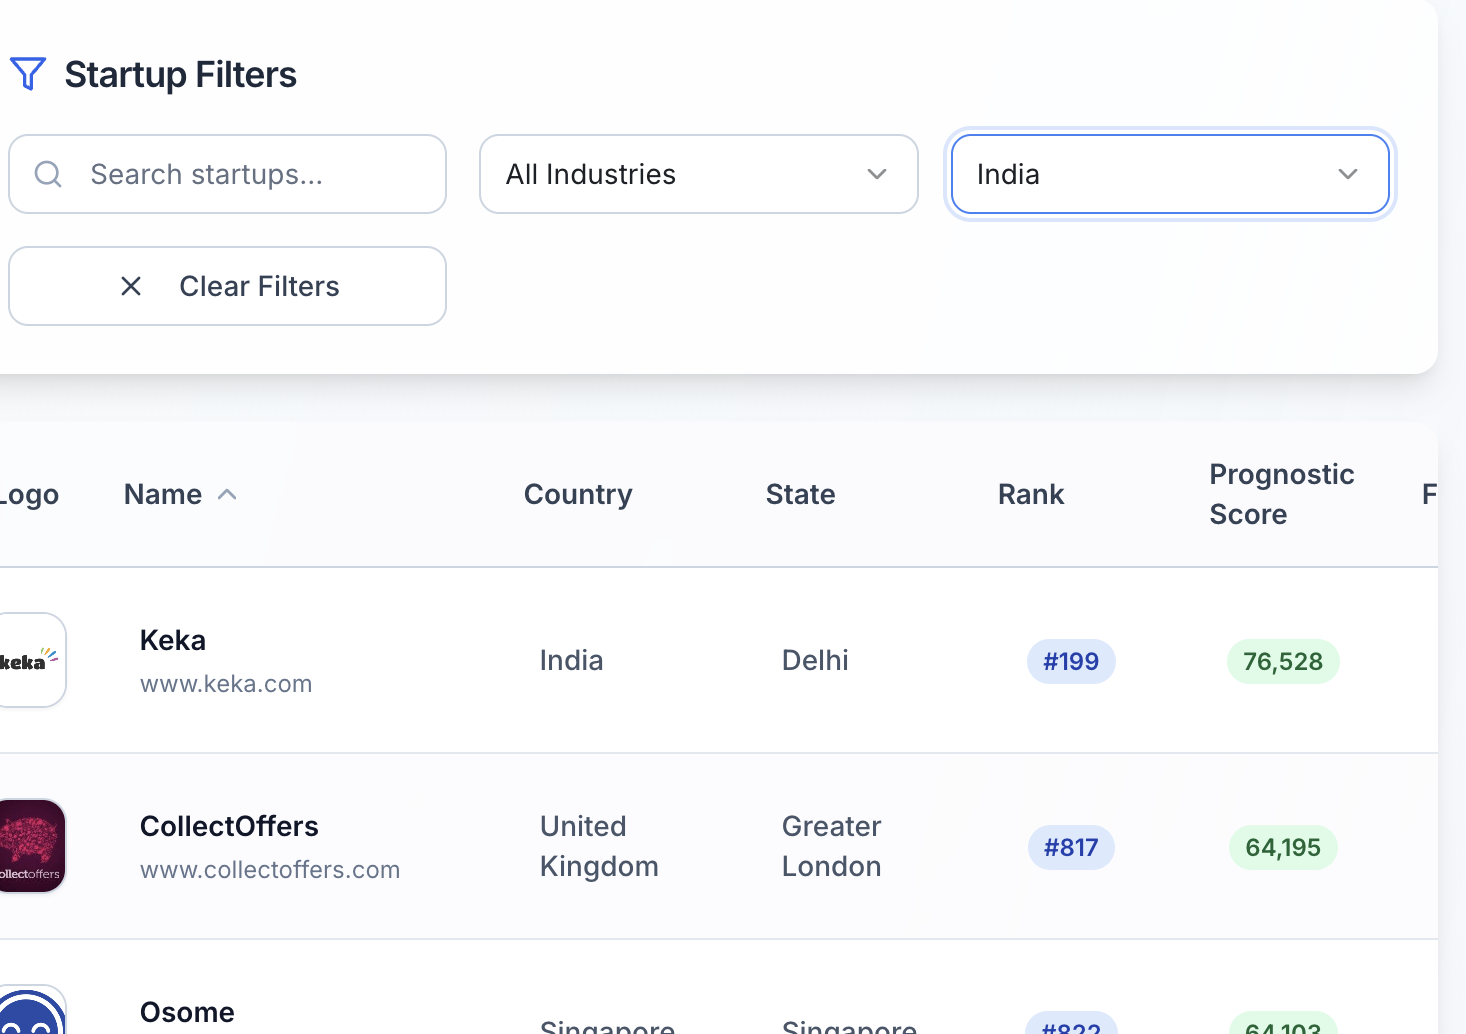 Startup Filters
Search startups...
All Industries
India
Clear Filters
Logo
Name
Country
State
Rank
Prognostic
Score
F
keka
Keka
www.keka.com
India
Delhi
#199
76,528
ollectoffers
CollectOffers
www.collectoffers.com
United
Kingdom
Greater
London
#817
64,195
Osome
Singapore
Singapore
#822
64,103